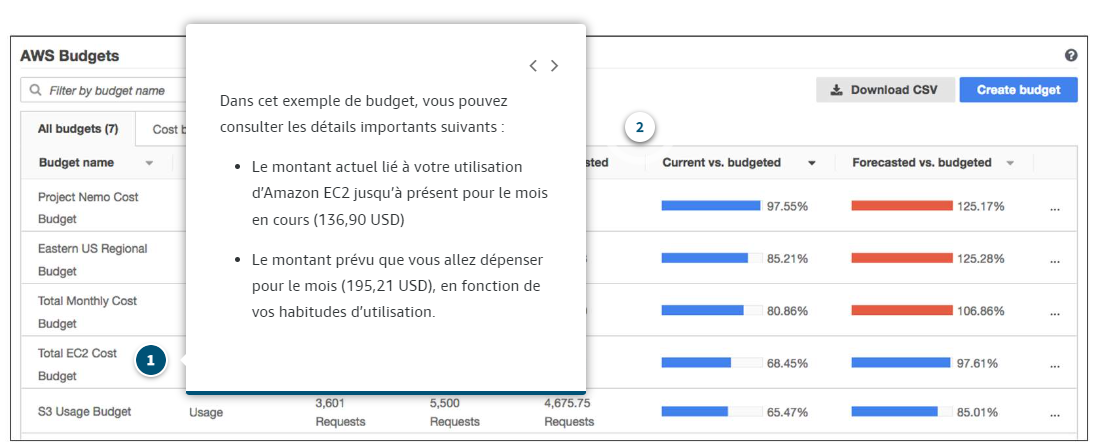 AWS Budgets
Filter by budget name
Download CSV
Create budget
All budgets (7)
Cost b
2
Budget name
sted
Current vs. budgeted
Forecasted vs. budgeted
Project Nemo Cost
Budget
97.55%
125.17%
...
Eastern US Regional
Budget
85.21%
125.28%
...
Total Monthly Cost
Budget
80.86%
106.86%
...
Total EC2 Cost
Budget
1
68.45%
97.61%
...
S3 Usage Budget
Usage
3,601
Requests
5,500
Requests
4,675.75
Requests
65.47%
85.01%
...
Dans cet exemple de budget, vous pouvez
consulter les détails importants suivants :
• Le montant actuel lié à votre utilisation
d’Amazon EC2 jusqu’à présent pour le mois
en cours (136,90 USD)
• Le montant prévu que vous allez dépenser
pour le mois (195,21 USD), en fonction de
vos habitudes d’utilisation.